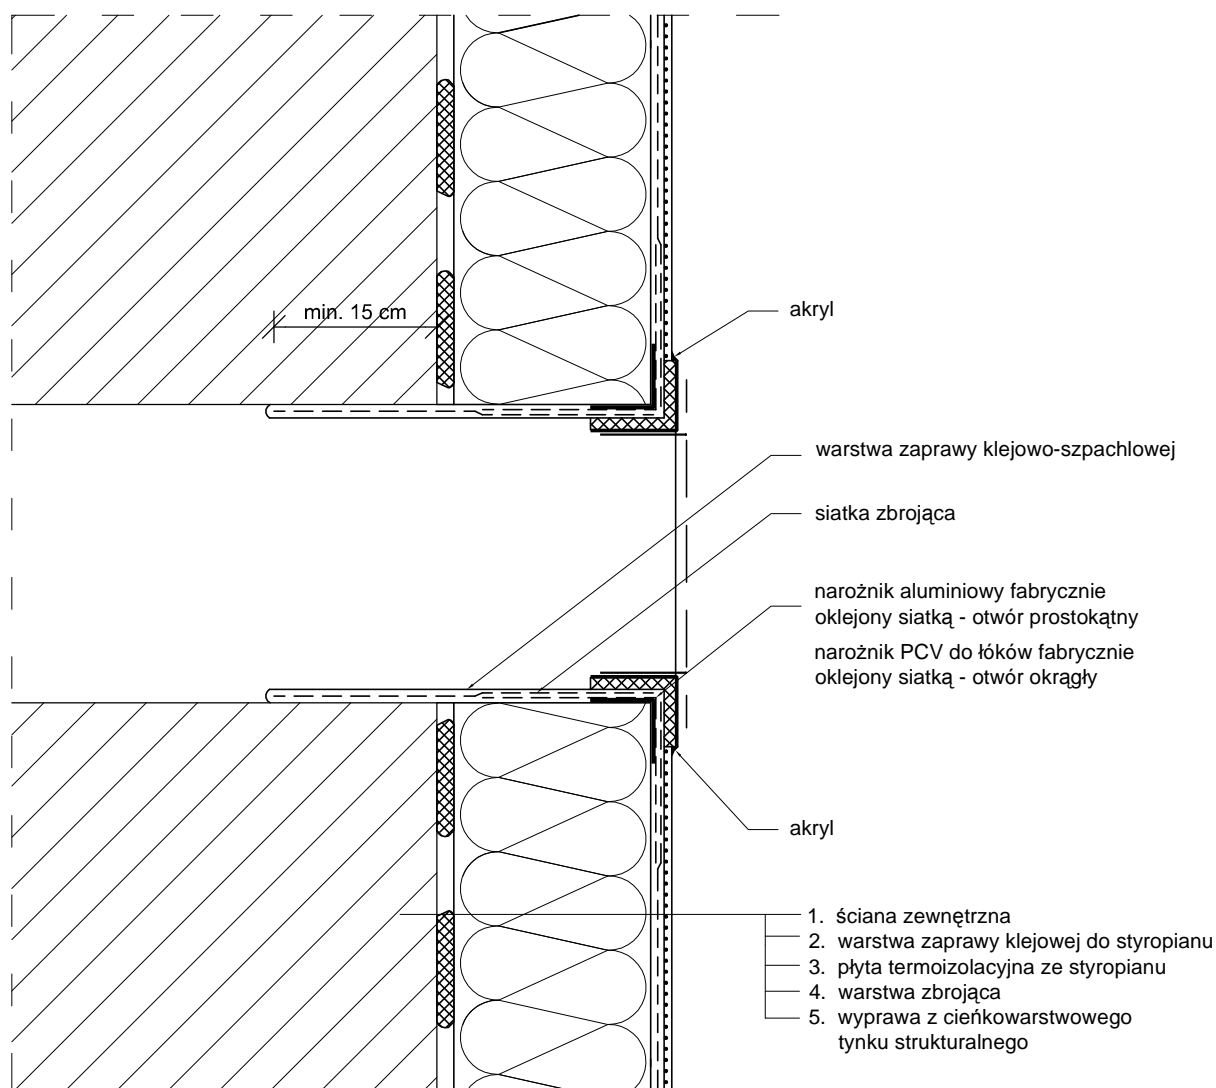 min. 15 cm
akryl
warstwa zaprawy klejowo-szpachlowej
siatka zbrojąca
narożnik aluminiowy fabrycznie
oklejony siatką - otwór prostokątny
narożnik PCV do łóków fabrycznie
oklejony siatką - otwór okrągły
akryl
1. ściana zewnętrzna
2. warstwa zaprawy klejowej do styropianu
3. płyta termoizolacyjna ze styropianu
4. warstwa zbrojąca
5. wyprawa z cieńkowarstwowego
tynku strukturalnego